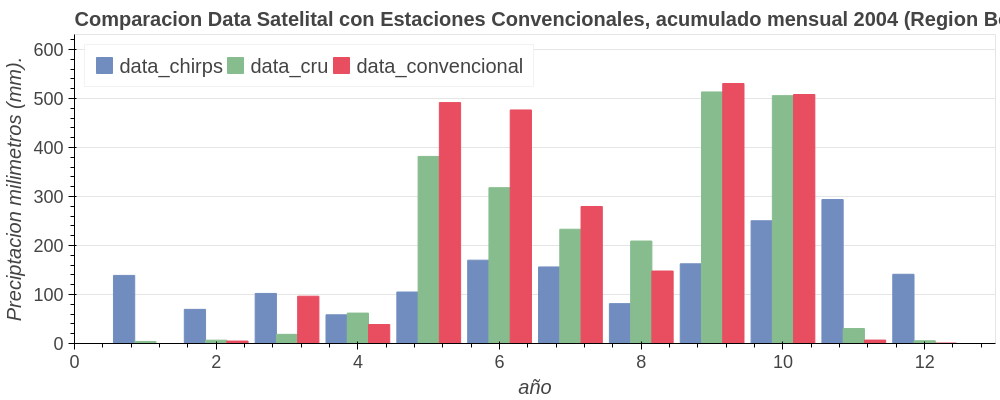 Comparacion Data Satelital con Estaciones Convencionales, acumulado mensual 2004 (Region
data_chirps data_cru data_convencional
Preciptacion milimetros (mm).
600
500
400
300
200
100
0
0 2 4 6 8 10 12
año